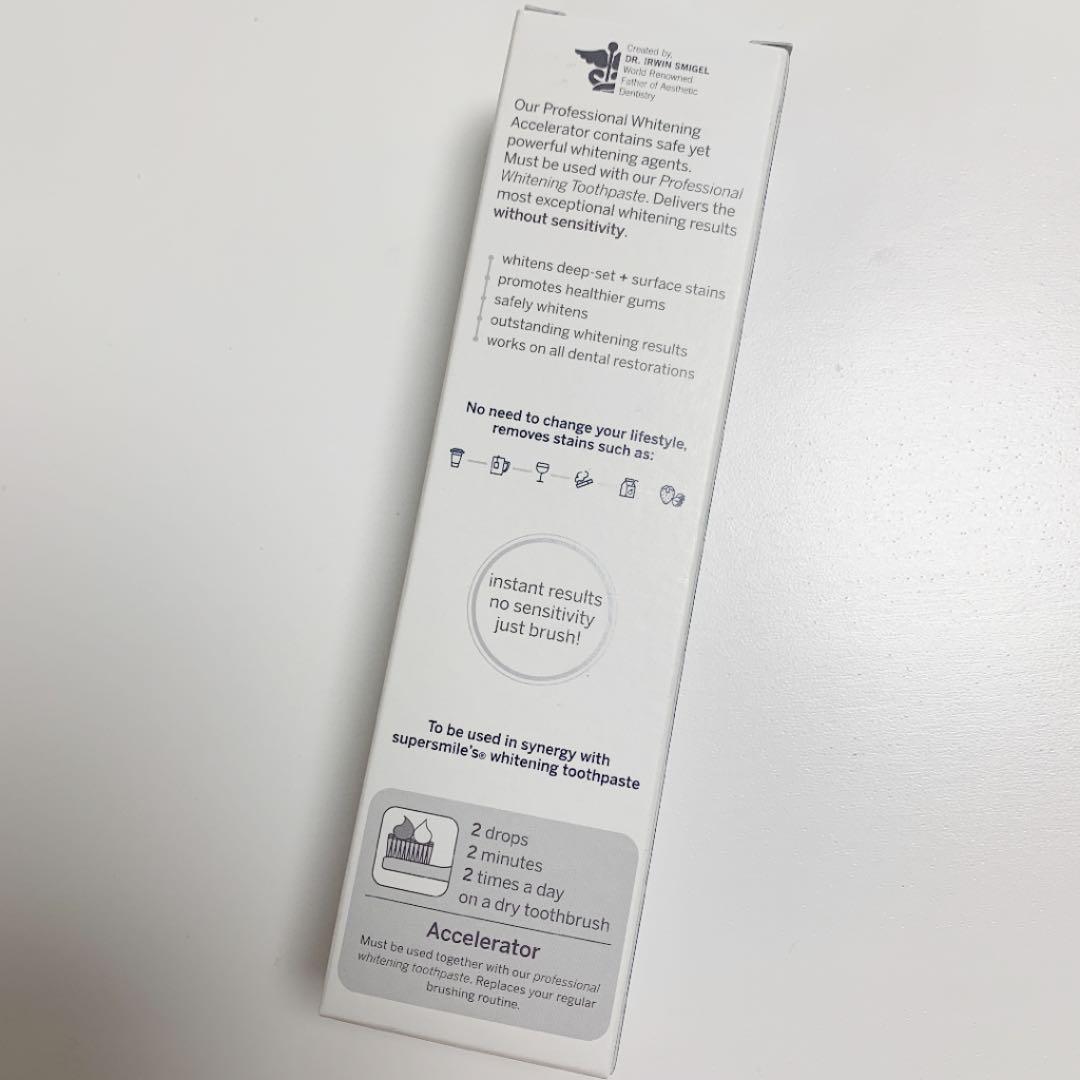 Created by,
DR. IRWIN SMIGEL
World Renowned
Father of Aesthetic
Dentistry
Our Professional Whitening
Accelerator contains safe yet
powerful whitening agents.
Must be used with our Professional
Whitening Toothpaste. Delivers the
most exceptional whitening results
without sensitivity.
whitens deep-set + surface stains
promotes healthier gums
safely whitens
outstanding whitening results
works on all dental restorations
No need to change your lifestyle,
removes stains such as:
instant results
no sensitivity
just brush!
To be used in synergy with
supersmile's® whitening toothpaste
2 drops
2 minutes
2 times a day
on a dry toothbrush
Accelerator
Must be used together with our professional
whitening toothpaste. Replaces your regular
brushing routine.